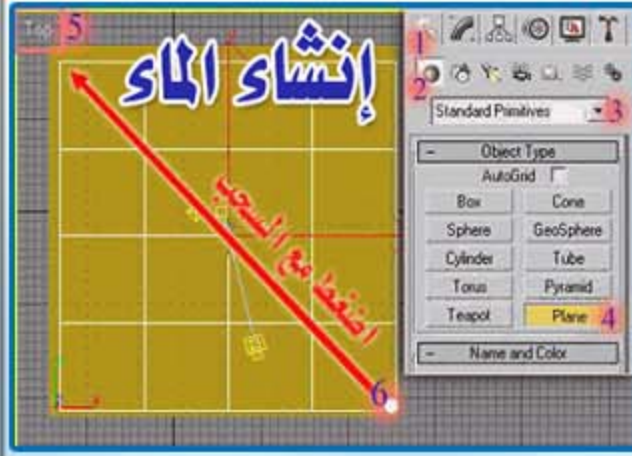 Top 5
إنشاء الماء
اضغط مع السحب
6
1
2
Standard Primitives 3
- Object Type
AutoGrid
Box Cone
Sphere GeoSphere
Cylinder Tube
Torus Pyramid
Teapot Plane 4
- Name and Color